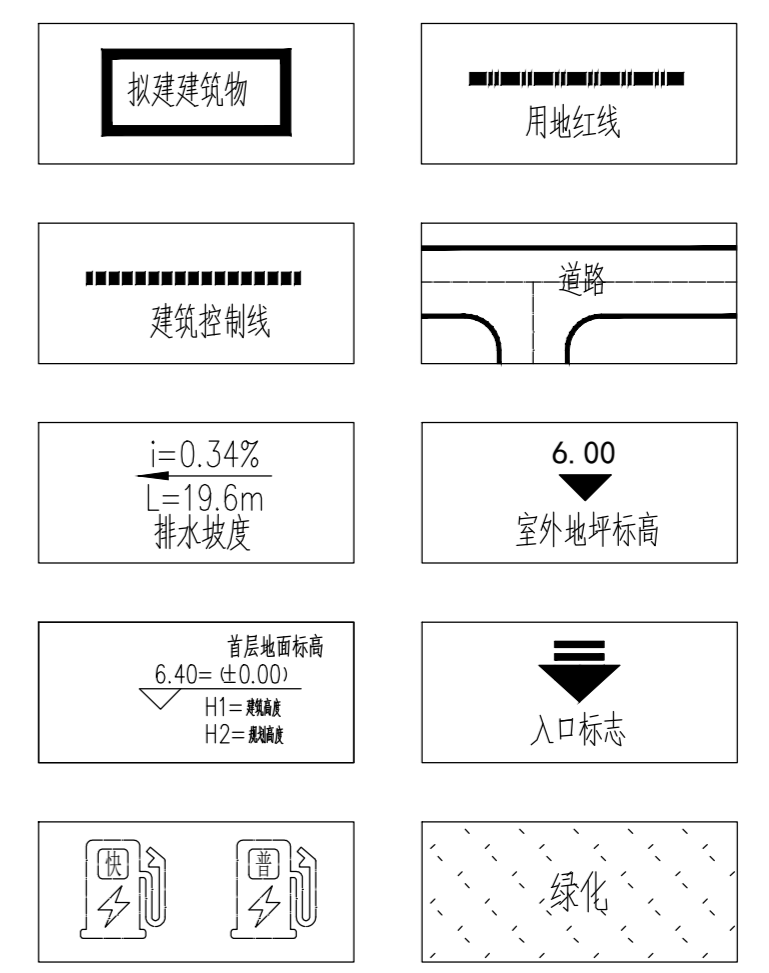 拟建建筑物
用地红线
建筑控制线
道路
i=0.34%
L=19.6m
排水坡度
6.00
室外地坪标高
首层地面标高
6.40=(±0.00)
H1=建筑高度
H2=规划高度
入口标志
快
普
绿化